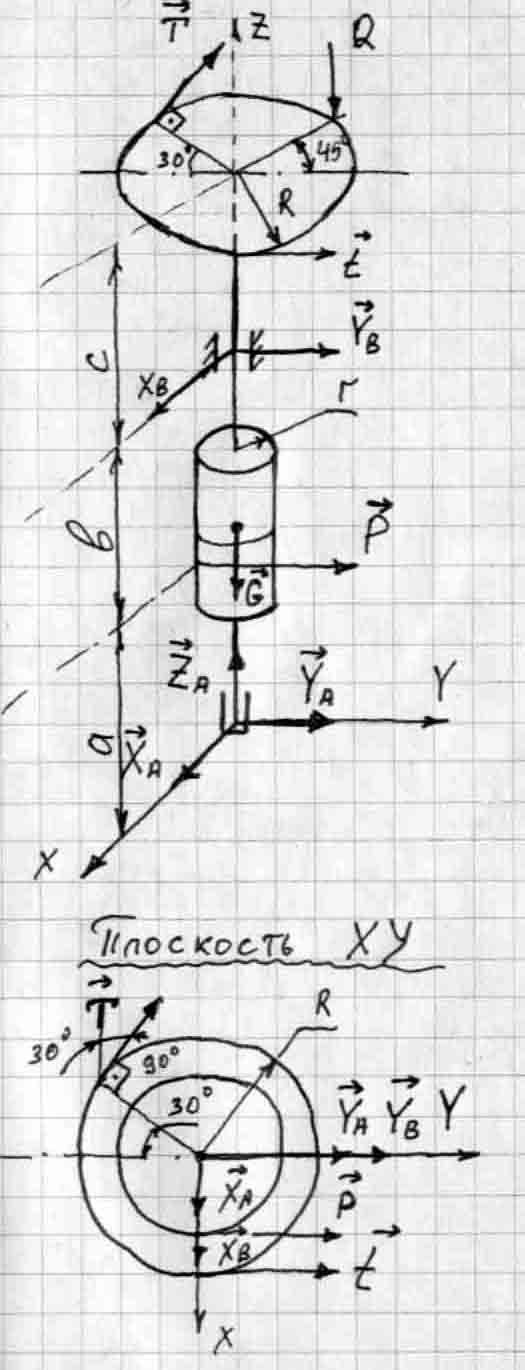 T Z Q
30° 45°
R
t
c
Y_B
X_B
r
b
P
G
Z_A
Y_A Y
a
X_A
X
Плоскость XY
T
R
30° 90°
30°
Y_A Y_B Y
X_A
P
X_B
t
X